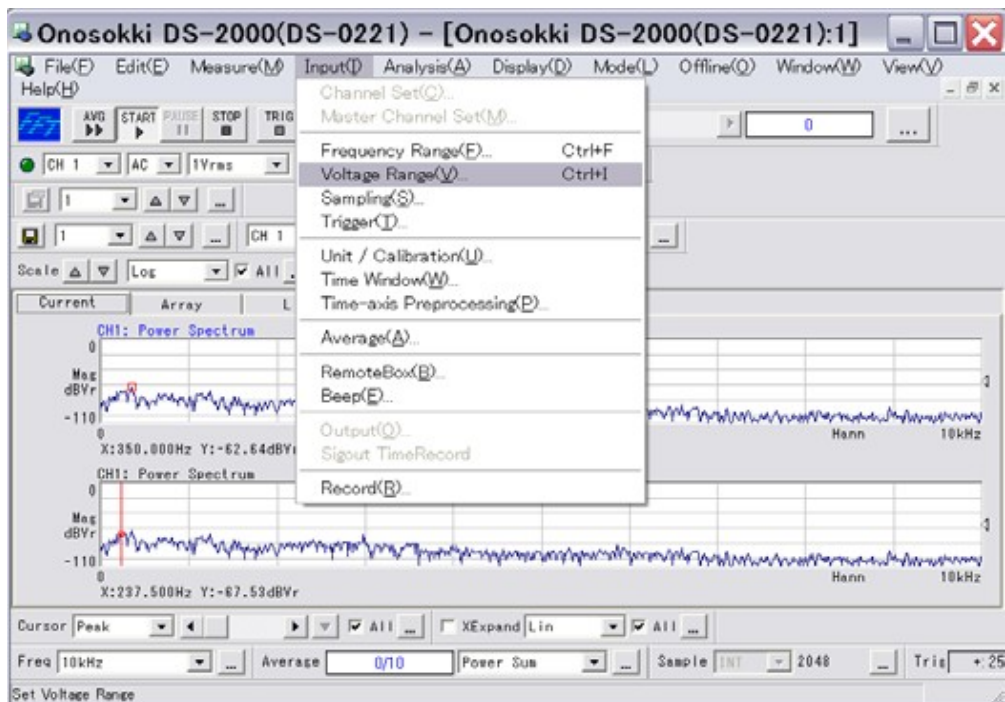 Onosokki DS-2000(DS-0221) - [Onosokki DS-2000(DS-0221):1]
File(F) Edit(E) Measure(M) Input(I) Analysis(A) Display(D) Mode(L) Offline(O) Window(W) View(V)
Help(H)
Channel Set(C)...
Master Channel Set(M)...
AVG START PAUSE STOP TRIG 0 ...
Frequency Range(F)... Ctrl+F
CH 1 AC 1Vrms
Voltage Range(V)... Ctrl+I
Sampling(S)...
1 ...
Trigger(T)...
1 ... CH 1 ...
Unit / Calibration(U)...
Scale Log All
Time Window(W)...
Time-axis Preprocessing(P)...
Current Array L
Average(A)...
RemoteBox(B)...
Beep(E)...
Output(O)...
Sigout TimeRecord
Record(R)...
CH1: Power Spectrum
0
Mag
dBVr
-110
0 Hann 10kHz
X:350.000Hz Y:-62.64dBVr
CH1: Power Spectrum
0
Mag
dBVr
-110
0 Hann 10kHz
X:237.500Hz Y:-67.53dBVr
Cursor Peak All ... XExpand Lin All ...
Freq 10kHz ... Average 0/10 Power Sum ... Sample INT 2048 ... Trig +:25
Set Voltage Range